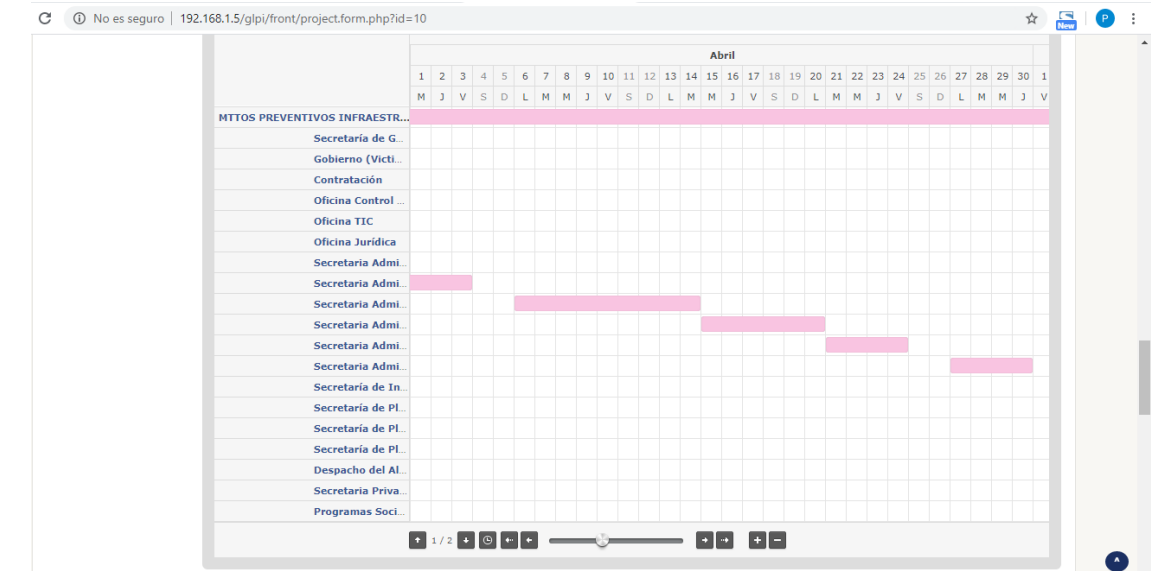 No es seguro | 192.168.1.5/glpi/front/project.form.php?id=10
New
P
Abril
1 2 3 4 5 6 7 8 9 10 11 12 13 14 15 16 17 18 19 20 21 22 23 24 25 26 27 28 29 30 1
M J V S D L M M J V S D L M M J V S D L M M J V S D L M M J V
MTTOS PREVENTIVOS INFRAESTR...
Secretaría de G...
Gobierno (Victi...
Contratación
Oficina Control ...
Oficina TIC
Oficina Jurídica
Secretaria Admi...
Secretaria Admi...
Secretaria Admi...
Secretaria Admi...
Secretaria Admi...
Secretaria Admi...
Secretaría de In...
Secretaría de Pl...
Secretaría de Pl...
Secretaría de Pl...
Despacho del Al...
Secretaria Priva...
Programas Soci...
1 / 2